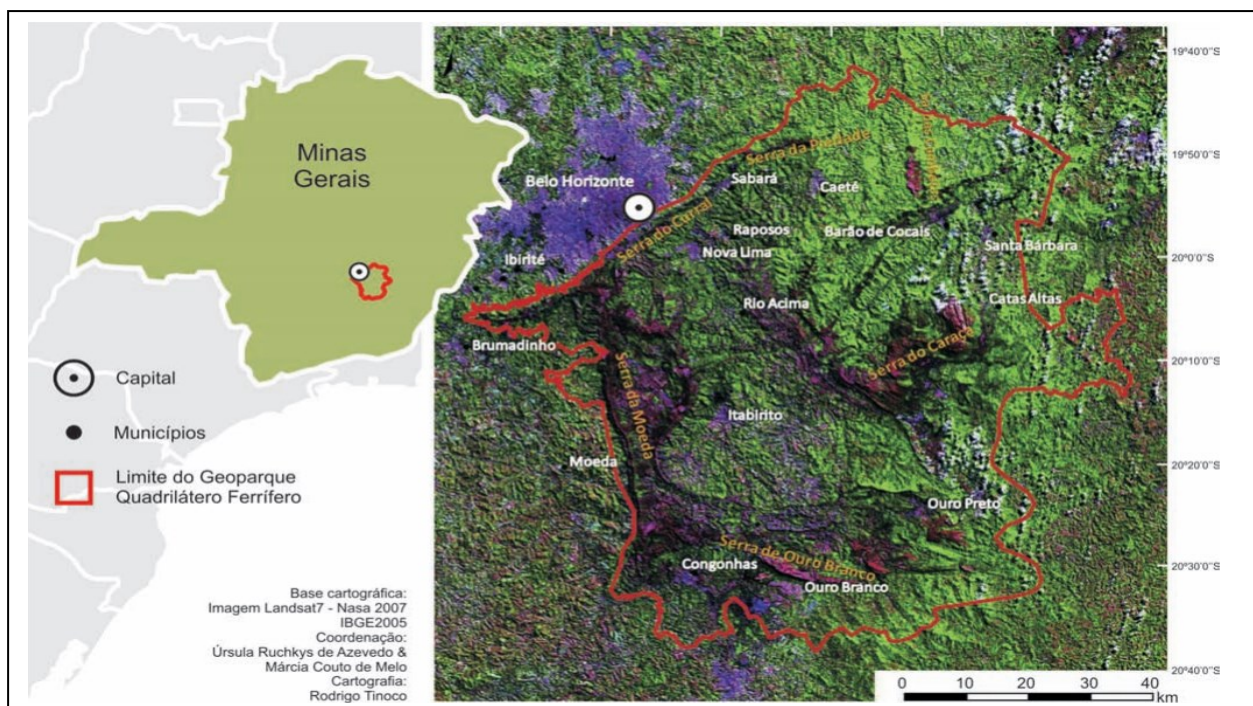 Minas
Gerais
Capital
Municípios
Limite do Geoparque
Quadrilátero Ferrífero
Base cartográfica:
Imagem Landsat7 - Nasa 2007
IBGE2005
Coordenação:
Úrsula Ruchkys de Azevedo &
Márcia Couto de Melo
Cartografia:
Rodrigo Tinoco
Belo Horizonte
Serra da Piedade
Sabará
Caeté
Serra do Curral
Raposos
Barão de Cocais
Nova Lima
Ibirité
Santa Bárbara
Catas Altas
Rio Acima
Brumadinho
Serra do Caraça
Serra da Moeda
Itabirito
Moeda
Ouro Preto
Serra de Ouro Branco
Congonhas
Ouro Branco
19°40'0"S
19°50'0"S
20°0'0"S
20°10'0"S
20°20'0"S
20°30'0"S
20°40'0"S
0 10 20 30 40
km